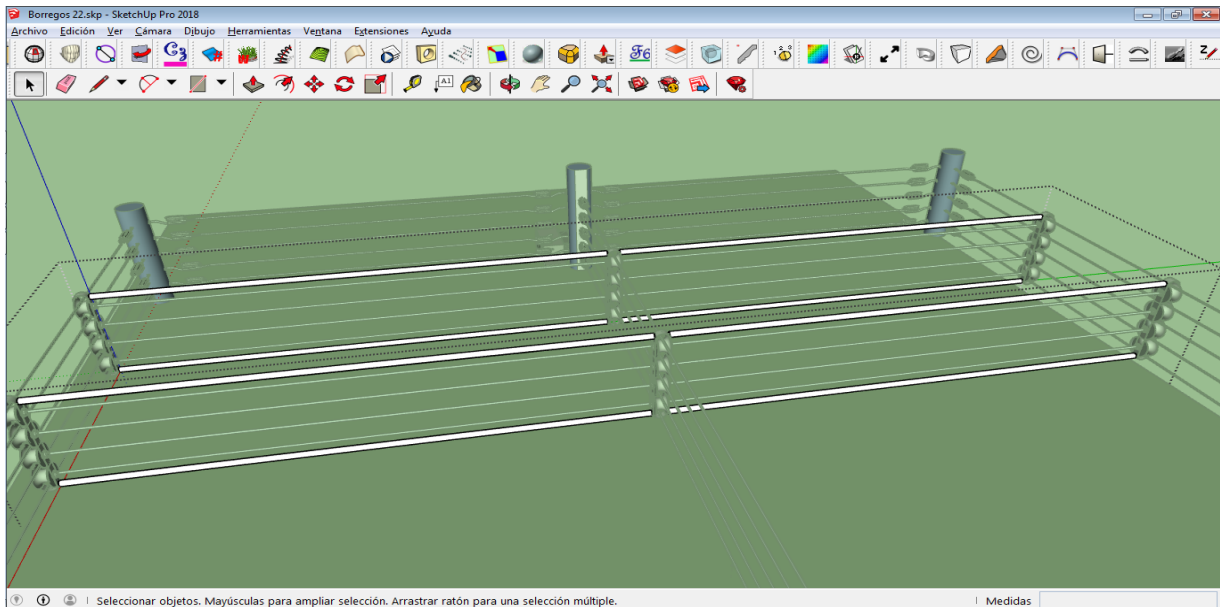 Borregos 22.skp - SketchUp Pro 2018
Archivo Edición Ver Cámara Dibujo Herramientas Ventana Extensiones Ayuda
Seleccionar objetos. Mayúsculas para ampliar selección. Arrastrar ratón para una selección múltiple.
Medidas